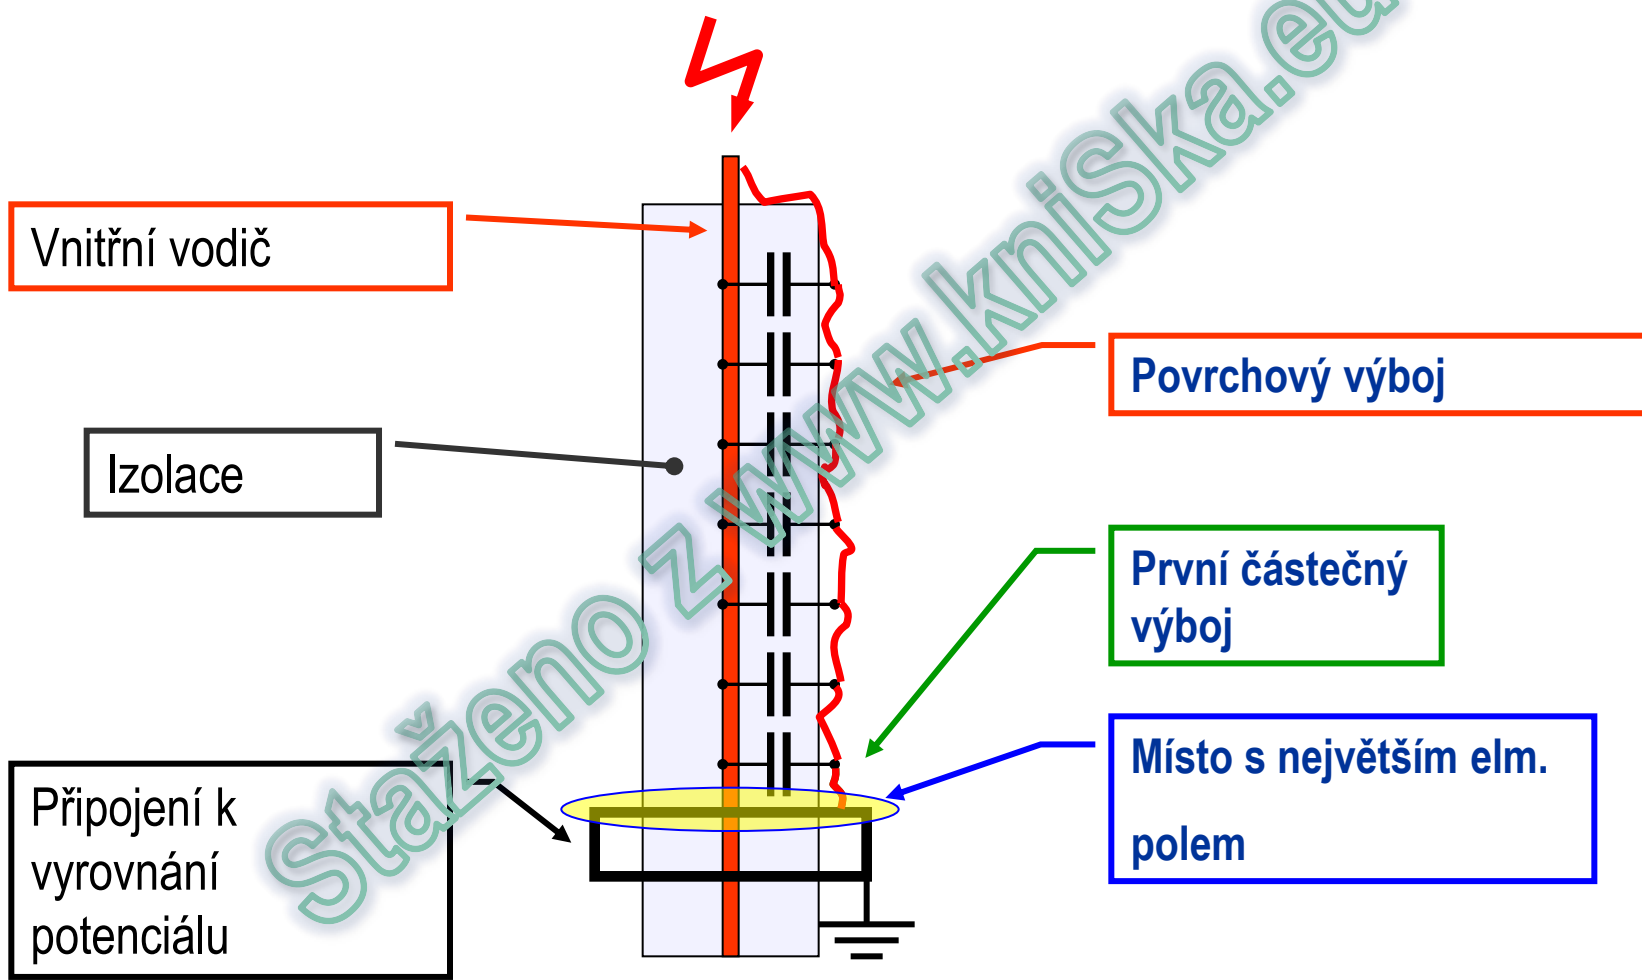 Vnitřní vodič
Izolace
Připojení k
vyrovnání
potenciálu
Povrchový výboj
První částečný
výboj
Místo s největším elm.
polem
Staženo z www.kniSka.eu